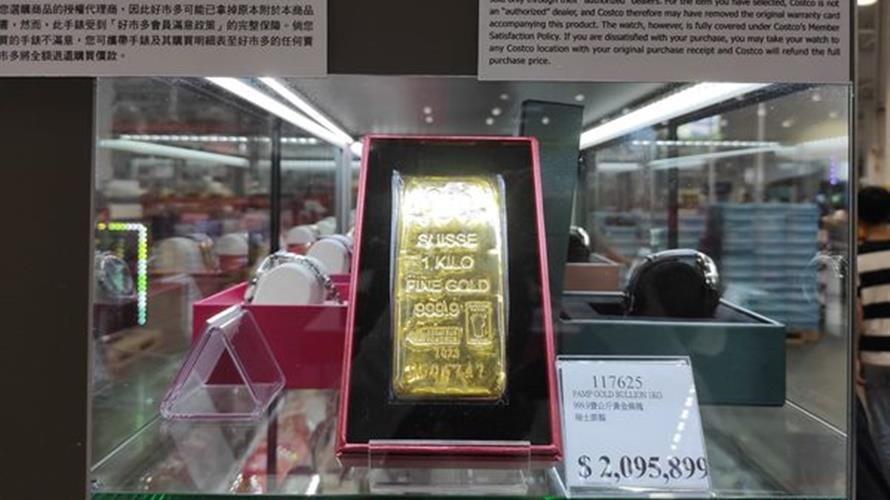 您選購商品的授權代理商，因此好市多可能已拿掉原本附於本商品
書，然而，此手錶受到「好市多會員滿意政策」的完整保障。倘您
買的手錶不滿意，您可攜帶手錶及其購買明細表至好市多的任何賣
市多將全額退還購買價款。
sold only through their "authorized" dealers. For the item you have selected, Costco is not
an "authorized" dealer, and Costco therefore may have removed the original warranty card
accompanying this product. The watch, however, is fully covered under Costco's Member
Satisfaction Policy. If you are dissatisfied with your purchase, you may take your watch to
any Costco location with your original purchase receipt and Costco will refund the full
purchase price.
SUISSE
1 KILO
FINE GOLD
999.9
117625
PAMP GOLD BULLION 1KG
999.9壹公斤黃金條塊
瑞士原裝
$ 2,095,899